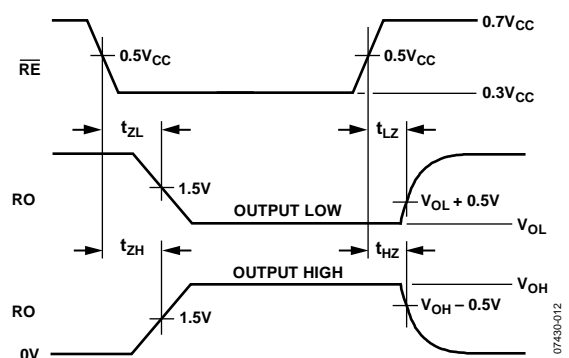 0.7VCC
RE
0.5VCC
0.5VCC
0.3VCC
tZL
tLZ
RO
1.5V
OUTPUT LOW
VOL + 0.5V
VOL
tZH
tHZ
OUTPUT HIGH
VOH
RO
1.5V
VOH – 0.5V
0V
07430-012